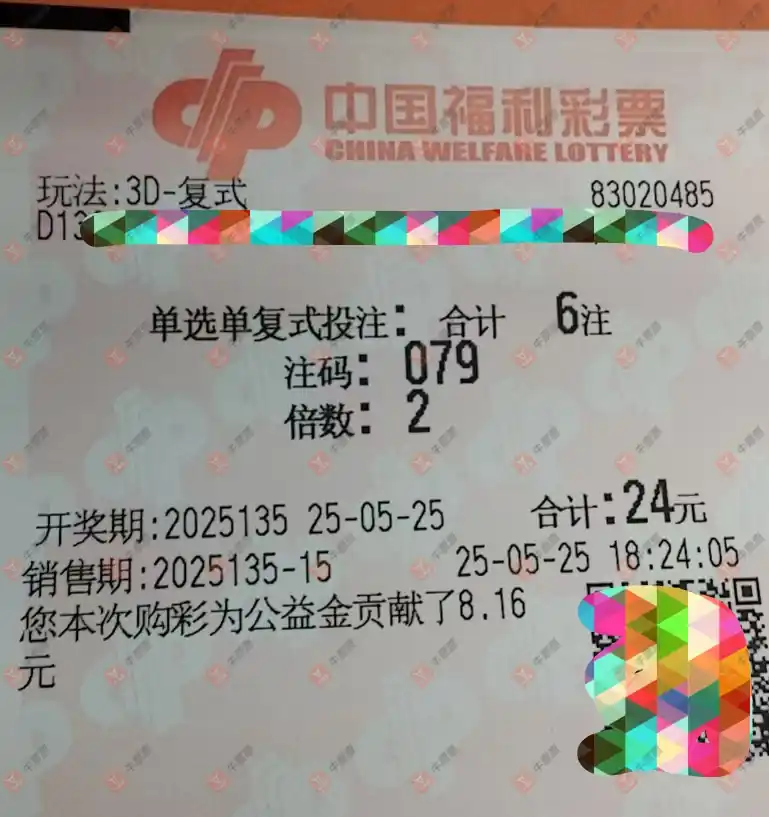 中国福利彩票
CHINA WELFARE LOTTERY
玩法:3D-复式 83020485
D13
单选单复式投注: 合计 6注
注码: 079
倍数: 2
开奖期:2025135 25-05-25 合计:24元
销售期:2025135-15 25-05-25 18:24:05
您本次购彩为公益金贡献了8.16
元